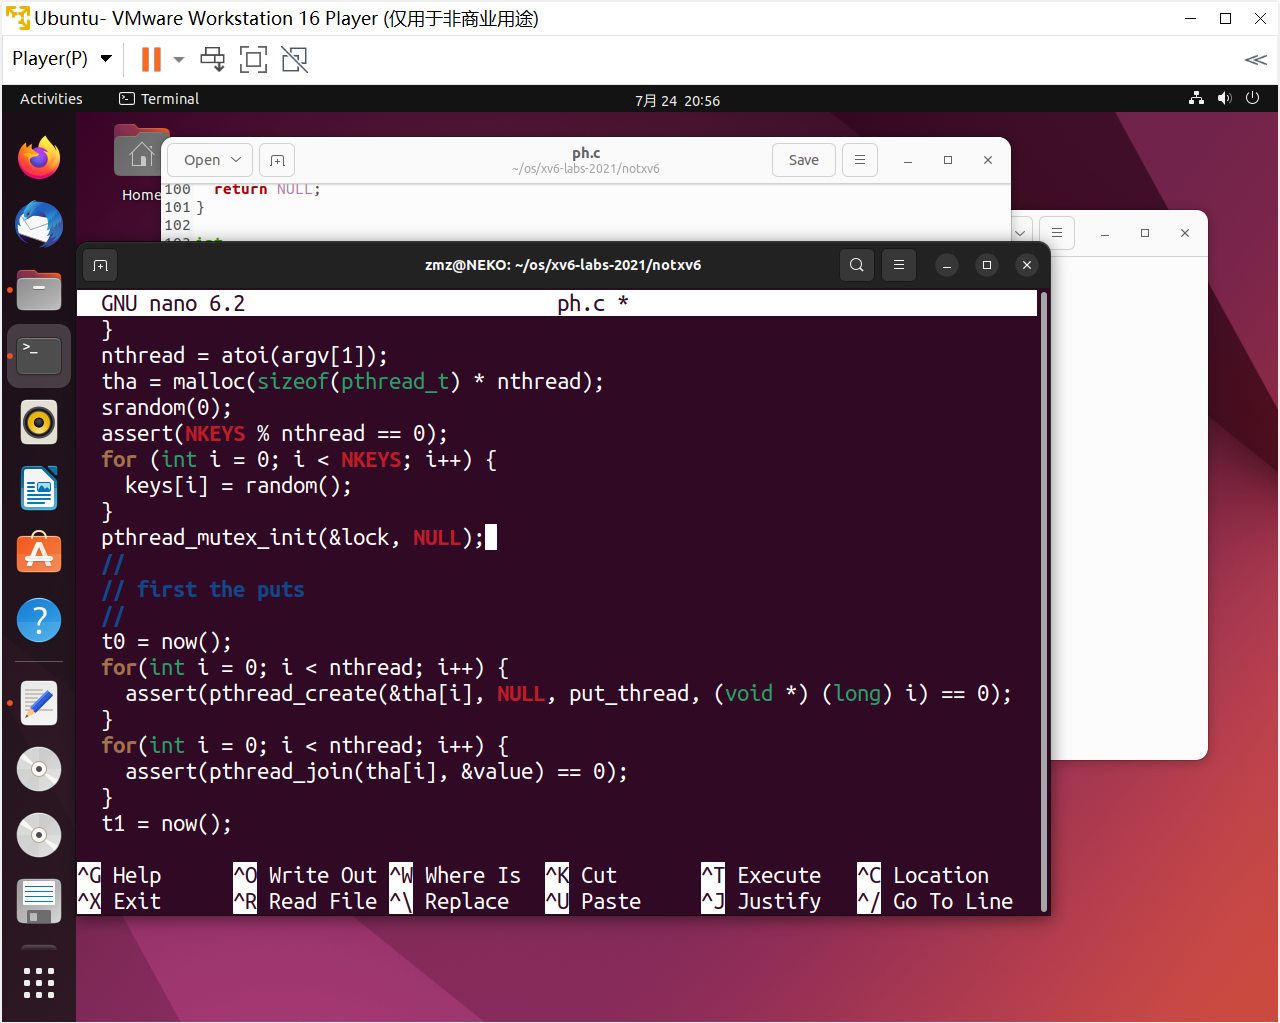 Ubuntu- VMware Workstation 16 Player (仅用于非商业用途)
Player(P)
Activities
Terminal
7月 24 20:56
Home
Open
ph.c
~/os/xv6-labs-2021/notxv6
Save
100 return NULL;
101 }
102
zmz@NEKO: ~/os/xv6-labs-2021/notxv6
GNU nano 6.2 ph.c *
}
nthread = atoi(argv[1]);
tha = malloc(sizeof(pthread_t) * nthread);
srandom(0);
assert(NKEYS % nthread == 0);
for (int i = 0; i < NKEYS; i++) {
keys[i] = random();
}
pthread_mutex_init(&lock, NULL);
//
// first the puts
//
t0 = now();
for(int i = 0; i < nthread; i++) {
assert(pthread_create(&tha[i], NULL, put_thread, (void *) (long) i) == 0);
}
for(int i = 0; i < nthread; i++) {
assert(pthread_join(tha[i], &value) == 0);
}
t1 = now();
^G Help ^O Write Out ^W Where Is ^K Cut ^T Execute ^C Location
^X Exit ^R Read File ^\ Replace ^U Paste ^J Justify ^/ Go To Line